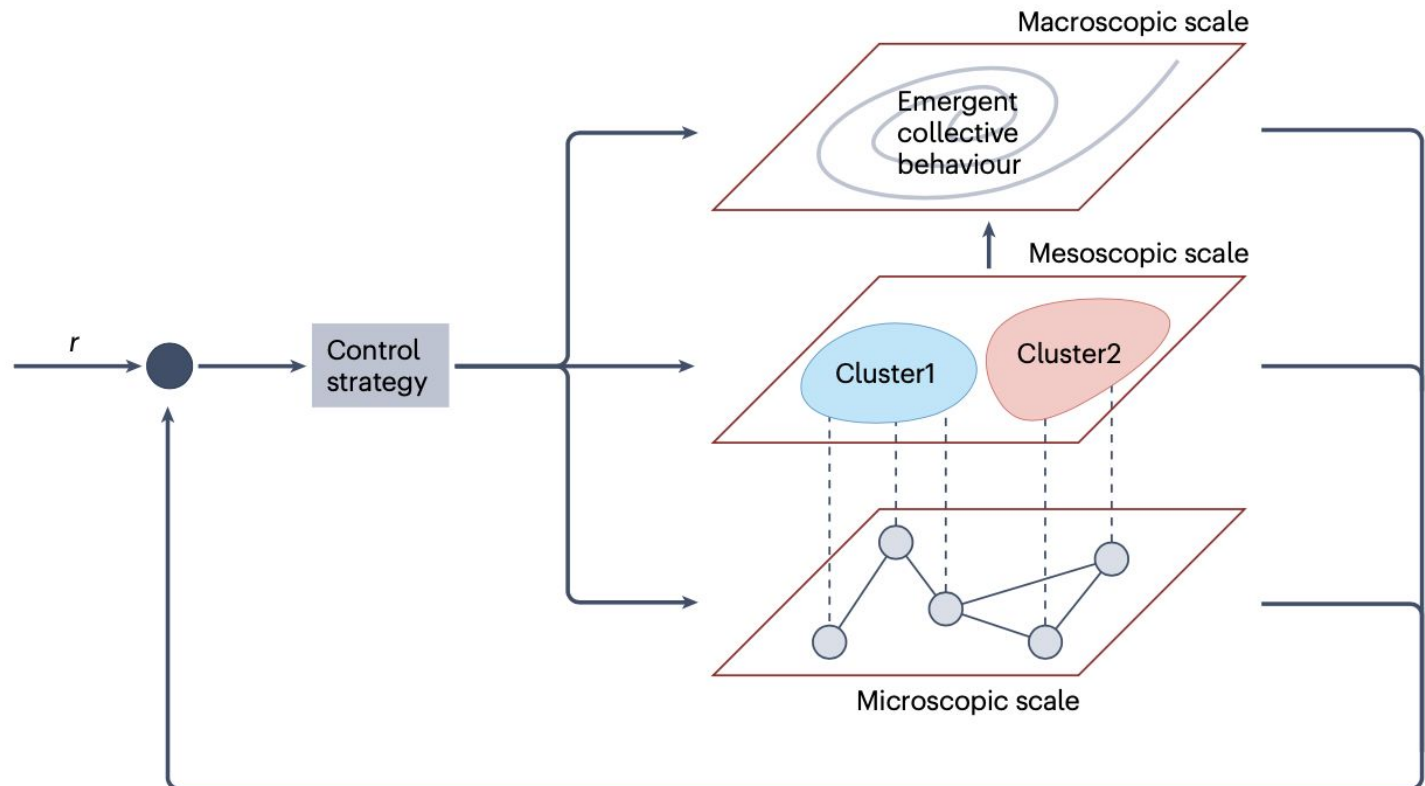 Macroscopic scale
Emergent
collective
behaviour
Mesoscopic scale
r
Control
strategy
Cluster1
Cluster2
Microscopic scale